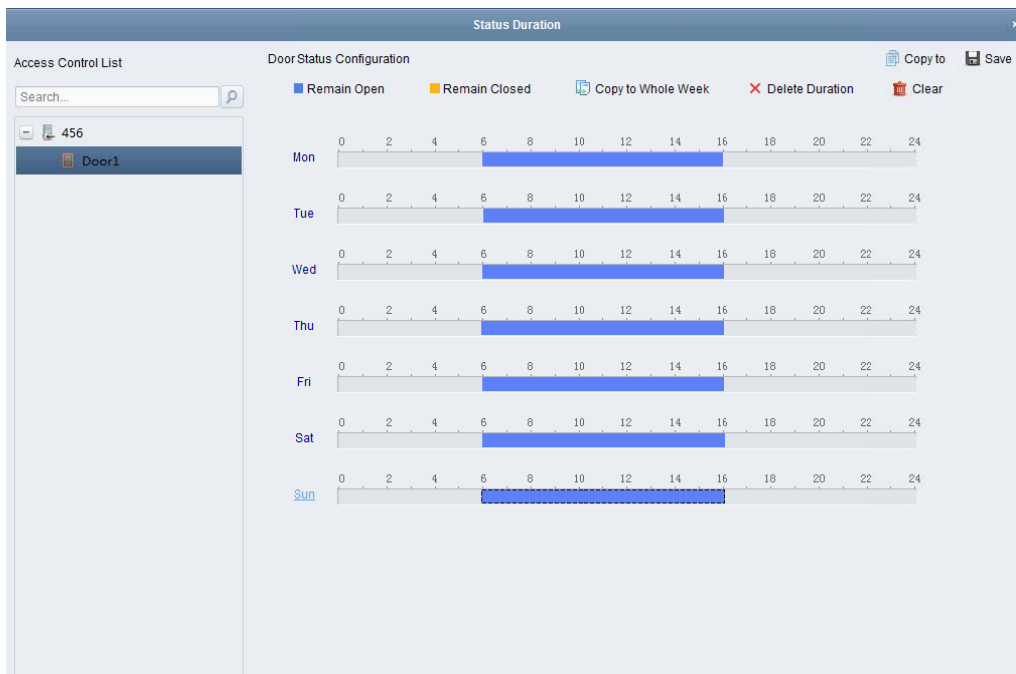 Status Duration
Access Control List
Door Status Configuration
Copy to
Save
Search...
Remain Open
Remain Closed
Copy to Whole Week
Delete Duration
Clear
456
Door1
0 2 4 6 8 10 12 14 16 18 20 22 24
Mon
0 2 4 6 8 10 12 14 16 18 20 22 24
Tue
0 2 4 6 8 10 12 14 16 18 20 22 24
Wed
0 2 4 6 8 10 12 14 16 18 20 22 24
Thu
0 2 4 6 8 10 12 14 16 18 20 22 24
Fri
0 2 4 6 8 10 12 14 16 18 20 22 24
Sat
0 2 4 6 8 10 12 14 16 18 20 22 24
Sun